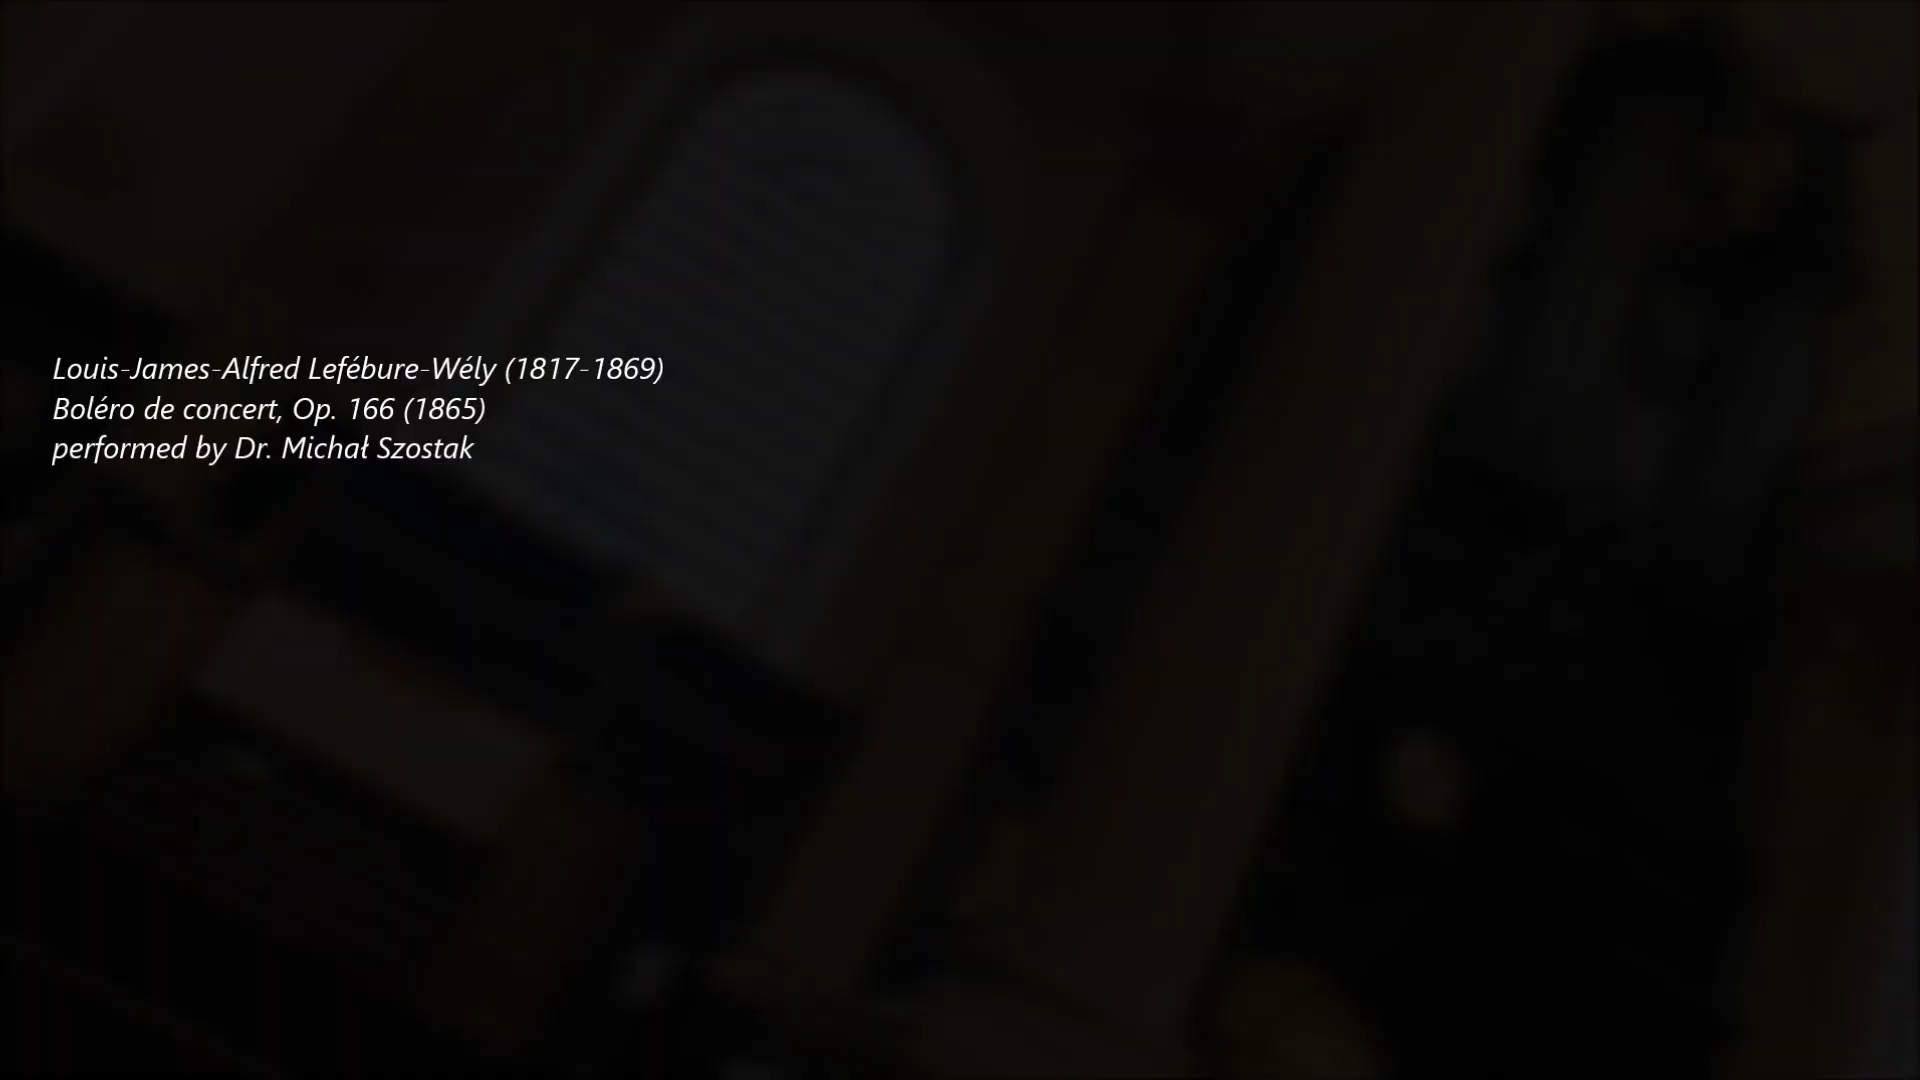 Louis-James-Alfred Lefébure-Wély (1817-1869)
Boléro de concert, Op. 166 (1865)
performed by Dr. Michał Szostak